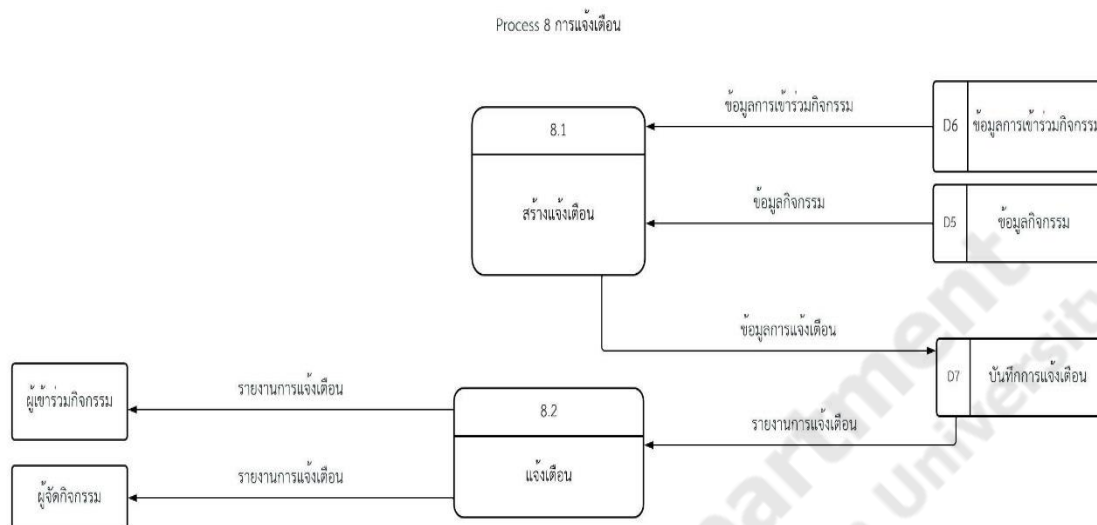 Process 8 การแจ้งเตือน
ข้อมูลการเข้าร่วมกิจกรรม
8.1
D6
ข้อมูลการเข้าร่วมกิจกรรม
สร้างแจ้งเตือน
ข้อมูลกิจกรรม
D5
ข้อมูลกิจกรรม
ข้อมูลการแจ้งเตือน
D7
บันทึกการแจ้งเตือน
ผู้เข้าร่วมกิจกรรม
รายงานการแจ้งเตือน
8.2
รายงานการแจ้งเตือน
แจ้งเตือน
รายงานการแจ้งเตือน
ผู้จัดกิจกรรม
University